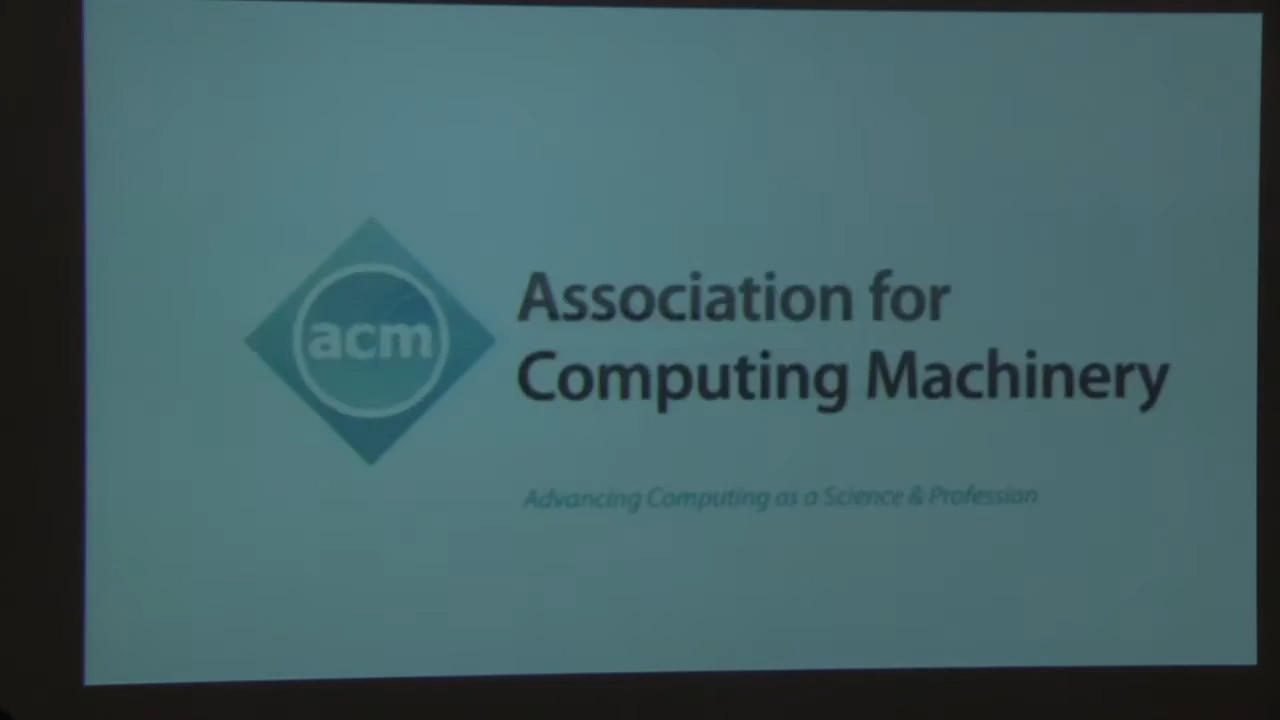 acm
Association for
Computing Machinery
Advancing Computing as a Science & Profession